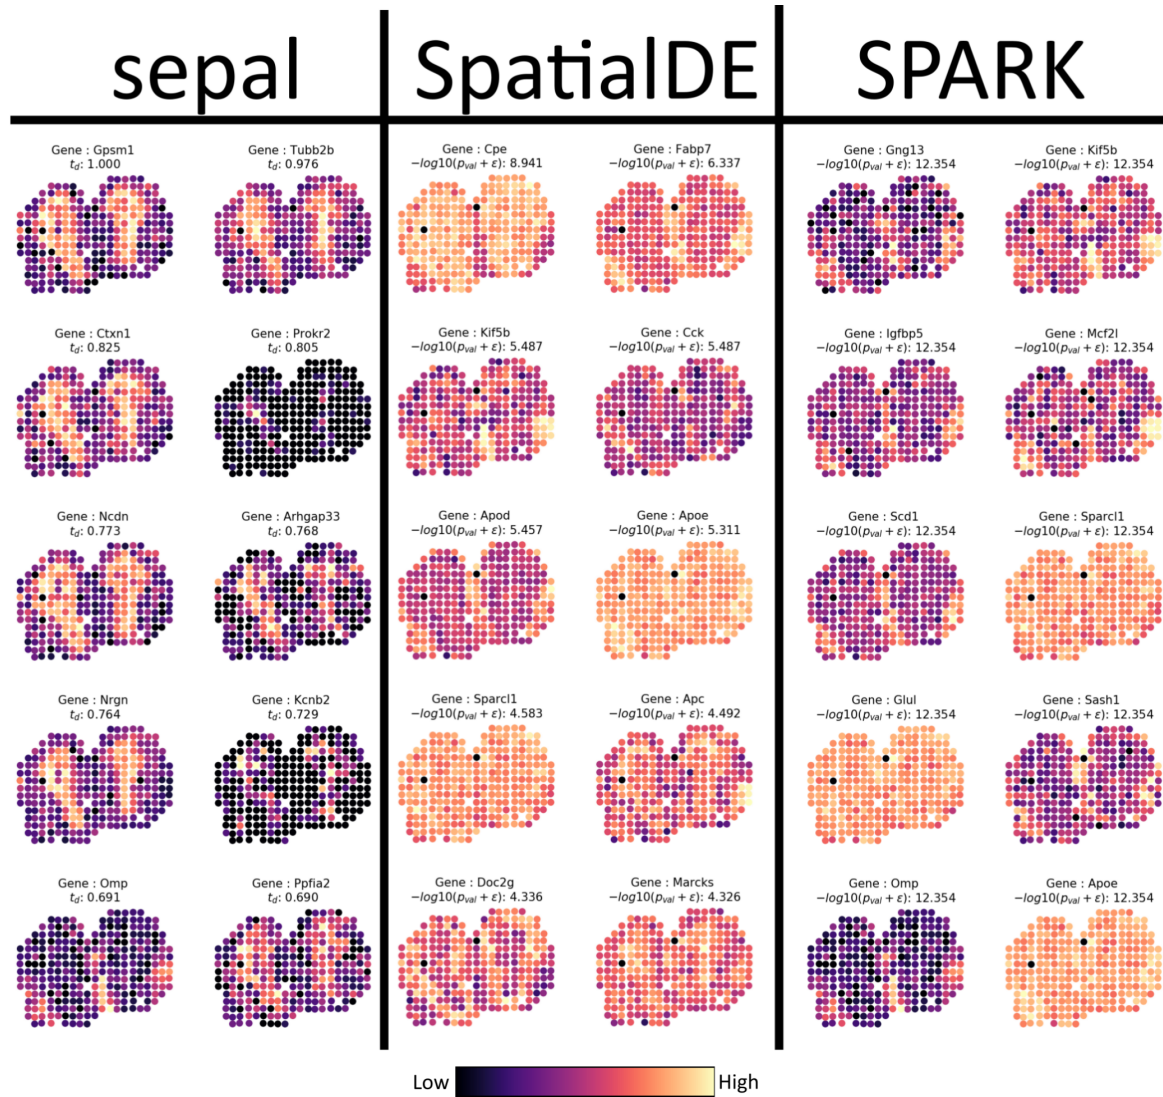 sepal
SpatialDE
SPARK
Gene : Gpsm1
t_d: 1.000
Gene : Tubb2b
t_d: 0.976
Gene : Cpe
−log10(p_val + ε): 8.941
Gene : Fabp7
−log10(p_val + ε): 6.337
Gene : Gng13
−log10(p_val + ε): 12.354
Gene : Kif5b
−log10(p_val + ε): 12.354
Gene : Ctxn1
t_d: 0.825
Gene : Prokr2
t_d: 0.805
Gene : Kif5b
−log10(p_val + ε): 5.487
Gene : Cck
−log10(p_val + ε): 5.487
Gene : Igfbp5
−log10(p_val + ε): 12.354
Gene : Mcf2l
−log10(p_val + ε): 12.354
Gene : Ncdn
t_d: 0.773
Gene : Arhgap33
t_d: 0.768
Gene : Apod
−log10(p_val + ε): 5.457
Gene : Apoe
−log10(p_val + ε): 5.311
Gene : Scd1
−log10(p_val + ε): 12.354
Gene : Sparcl1
−log10(p_val + ε): 12.354
Gene : Nrgn
t_d: 0.764
Gene : Kcnb2
t_d: 0.729
Gene : Sparcl1
−log10(p_val + ε): 4.583
Gene : Apc
−log10(p_val + ε): 4.492
Gene : Glul
−log10(p_val + ε): 12.354
Gene : Sash1
−log10(p_val + ε): 12.354
Gene : Omp
t_d: 0.691
Gene : Ppfia2
t_d: 0.690
Gene : Doc2g
−log10(p_val + ε): 4.336
Gene : Marcks
−log10(p_val + ε): 4.326
Gene : Omp
−log10(p_val + ε): 12.354
Gene : Apoe
−log10(p_val + ε): 12.354
Low
High